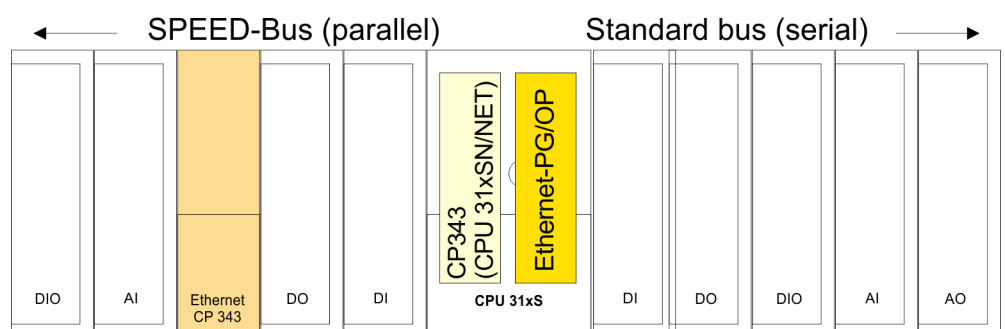 SPEED-Bus (parallel)
Standard bus (serial)
CP343
(CPU 31xSN/NET)
Ethernet-PG/OP
DIO
AI
Ethernet
CP 343
DO
DI
CPU 31xS
DI
DO
DIO
AI
AO